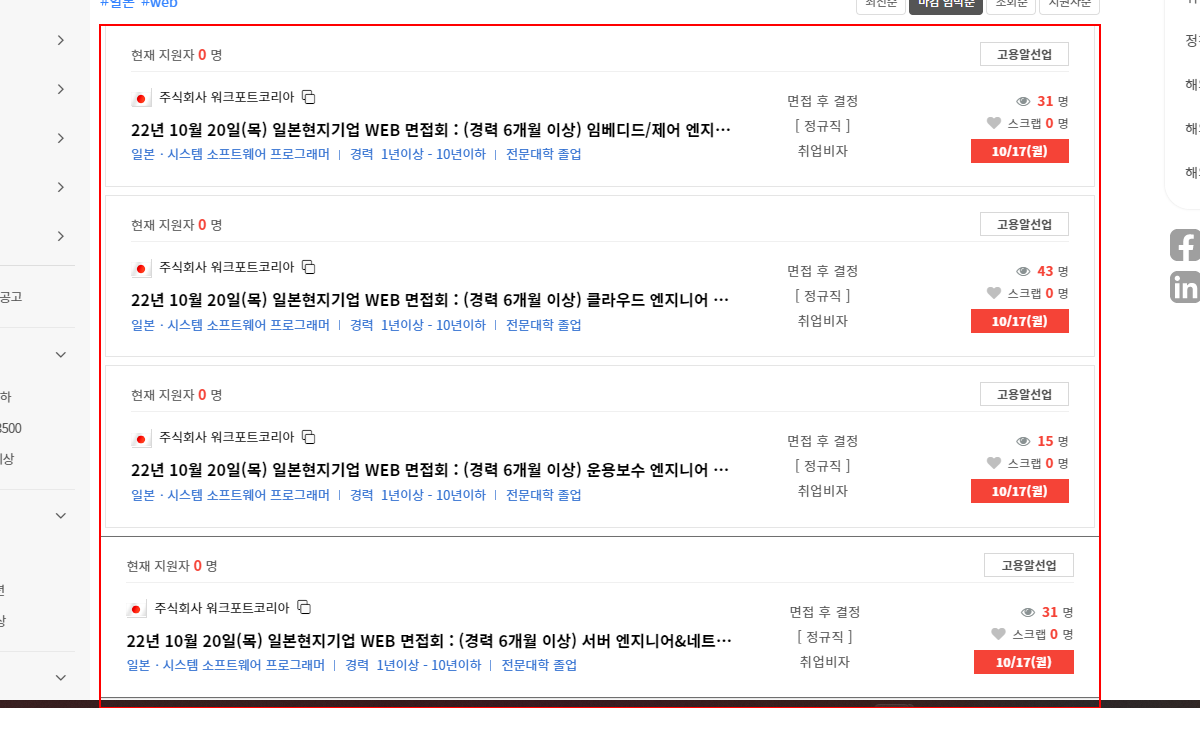 #일본 #web
최신순 마감 임박순 조회순 지원자순
현재 지원자 0 명
고용알선업
주식회사 워크포트코리아
22년 10월 20일(목) 일본현지기업 WEB 면접회 : (경력 6개월 이상) 임베디드/제어 엔지…
일본 · 시스템 소프트웨어 프로그래머 | 경력 1년이상 - 10년이하 | 전문대학 졸업
면접 후 결정
[ 정규직 ]
취업비자
31 명
스크랩 0 명
10/17(월)
현재 지원자 0 명
고용알선업
주식회사 워크포트코리아
22년 10월 20일(목) 일본현지기업 WEB 면접회 : (경력 6개월 이상) 클라우드 엔지니어 …
일본 · 시스템 소프트웨어 프로그래머 | 경력 1년이상 - 10년이하 | 전문대학 졸업
면접 후 결정
[ 정규직 ]
취업비자
43 명
스크랩 0 명
10/17(월)
현재 지원자 0 명
고용알선업
주식회사 워크포트코리아
22년 10월 20일(목) 일본현지기업 WEB 면접회 : (경력 6개월 이상) 운용보수 엔지니어 …
일본 · 시스템 소프트웨어 프로그래머 | 경력 1년이상 - 10년이하 | 전문대학 졸업
면접 후 결정
[ 정규직 ]
취업비자
15 명
스크랩 0 명
10/17(월)
현재 지원자 0 명
고용알선업
주식회사 워크포트코리아
22년 10월 20일(목) 일본현지기업 WEB 면접회 : (경력 6개월 이상) 서버 엔지니어&네트…
일본 · 시스템 소프트웨어 프로그래머 | 경력 1년이상 - 10년이하 | 전문대학 졸업
면접 후 결정
[ 정규직 ]
취업비자
31 명
스크랩 0 명
10/17(월)
공고
하
3500
이상
해
해
해